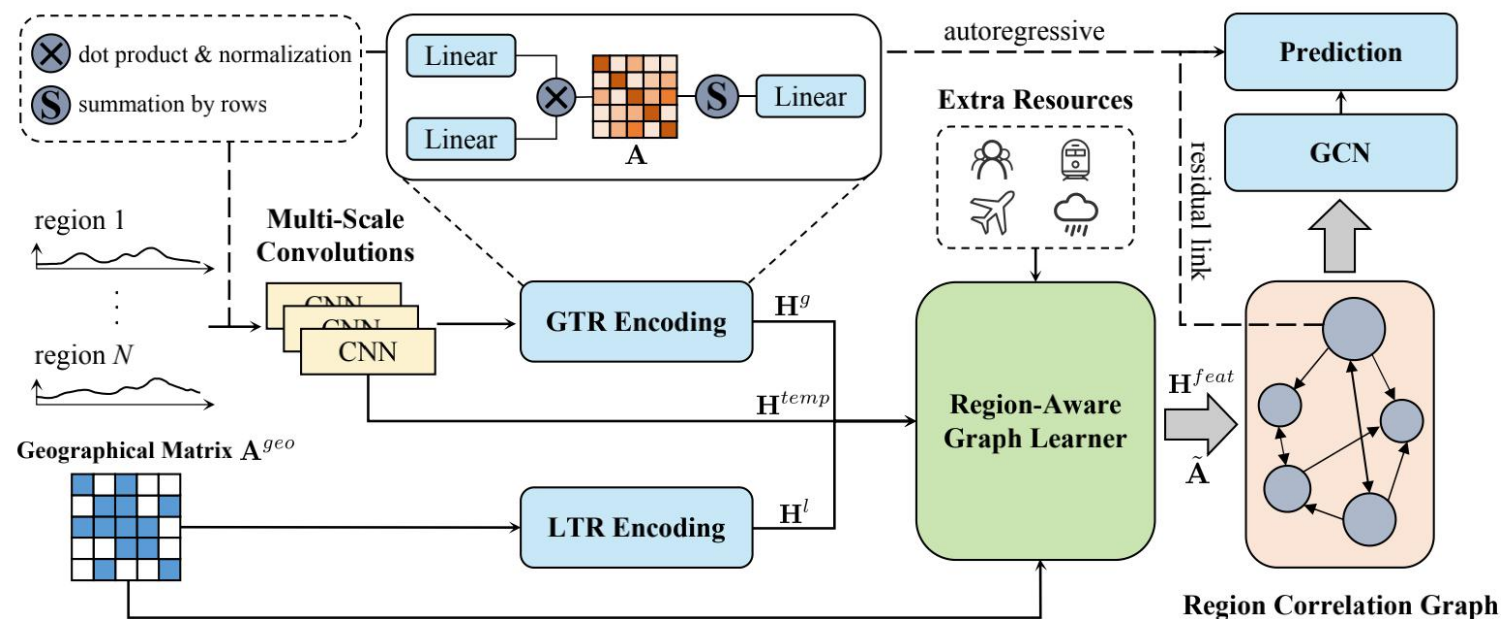 dot product & normalization
S summation by rows
Linear
Linear
A
S
Linear
autoregressive
Prediction
Extra Resources
GCN
residual link
region 1
Multi-Scale
Convolutions
CNN
CNN
CNN
region N
GTR Encoding
H^g
H^{temp}
Region-Aware
Graph Learner
H^{feat}
Ã
Geographical Matrix A^{geo}
LTR Encoding
H^l
Region Correlation Graph